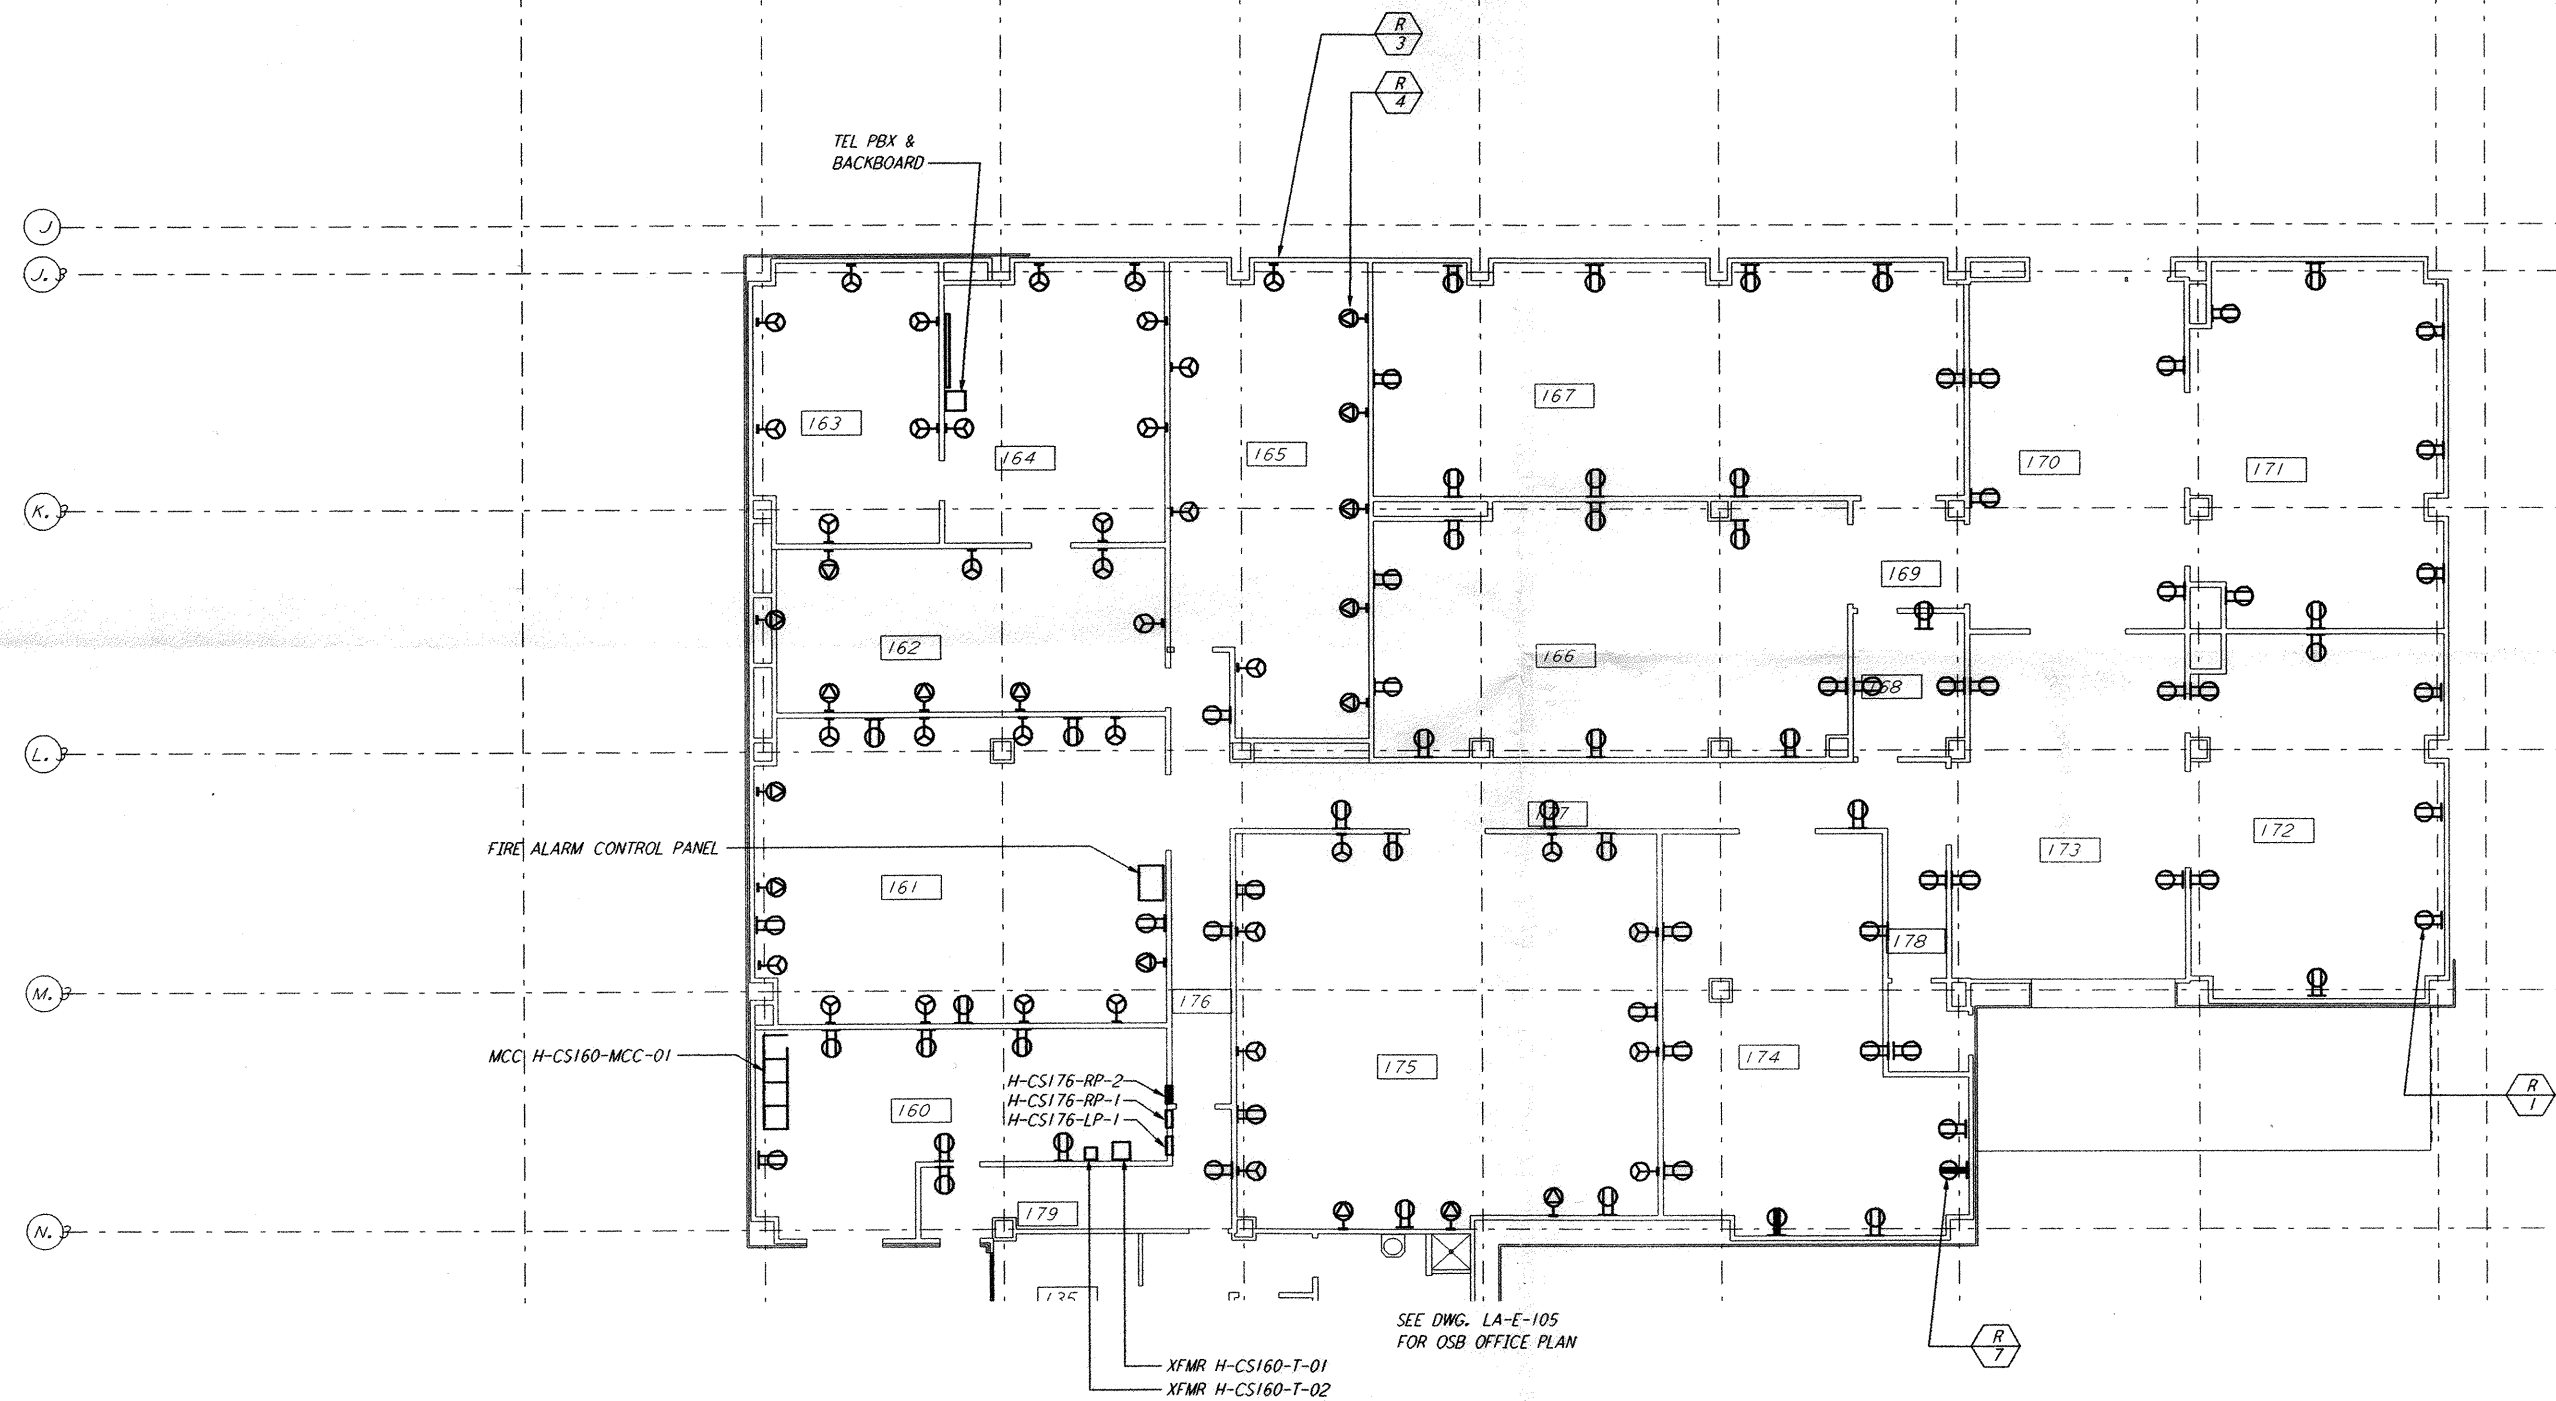 R
3
R
4
TEL PBX &
BACKBOARD
J
J.3
163
167
164
165
170
171
K.3
169
162
166
168
L.3
177
FIRE ALARM CONTROL PANEL
161
172
173
178
M.3
176
MCC H-CS160-MCC-01
175
174
H-CS176-RP-2
H-CS176-RP-1
H-CS176-LP-1
160
R
1
179
N.3
135
SEE DWG. LA-E-105
FOR OSB OFFICE PLAN
R
7
XFMR H-CS160-T-01
XFMR H-CS160-T-02